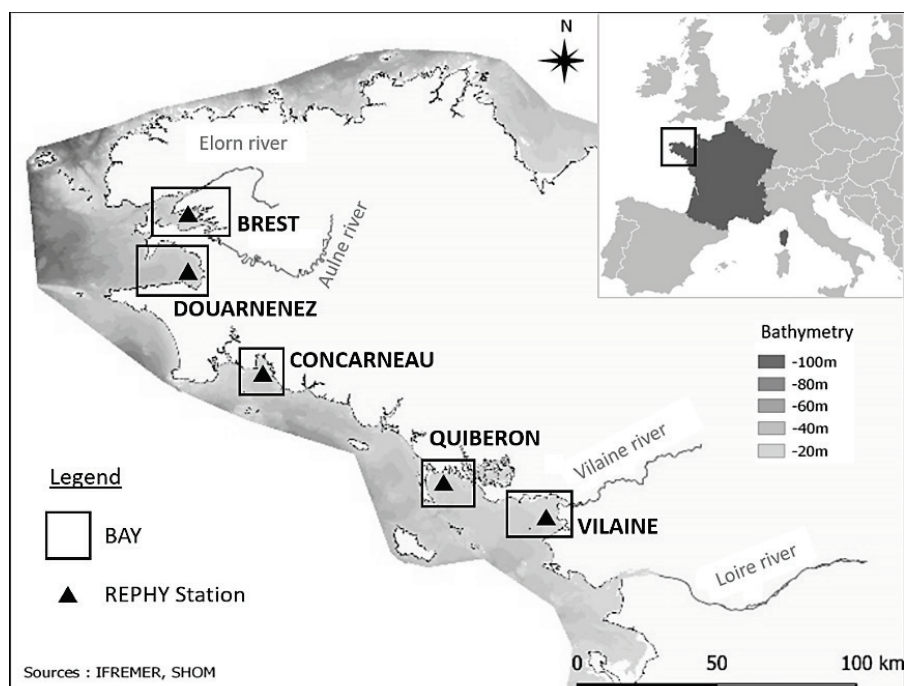 N
Elorn river
BREST
Aulne river
DOUARNENEZ
CONCARNEAU
Bathymetry
-100m
-80m
-60m
-40m
-20m
QUIBERON
Vilaine river
Legend
VILAINE
BAY
Loire river
REPHY Station
Sources : IFREMER, SHOM
0 50 100 km